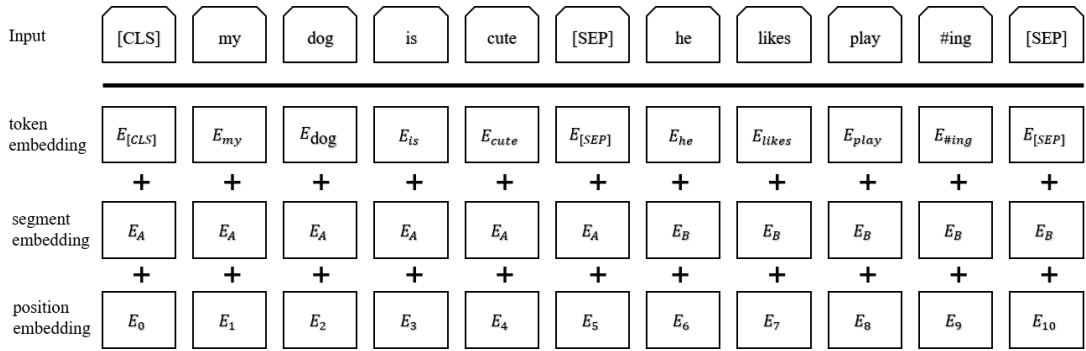 Input [CLS] my dog is cute [SEP] he likes play #ing [SEP]
token embedding E[CLS] Emy Edog Eis Ecute E[SEP] Ehe Elikes Eplay E#ing E[SEP]
+ + + + + + + + + + +
segment embedding EA EA EA EA EA EA EB EB EB EB EB
+ + + + + + + + + + +
position embedding E0 E1 E2 E3 E4 E5 E6 E7 E8 E9 E10